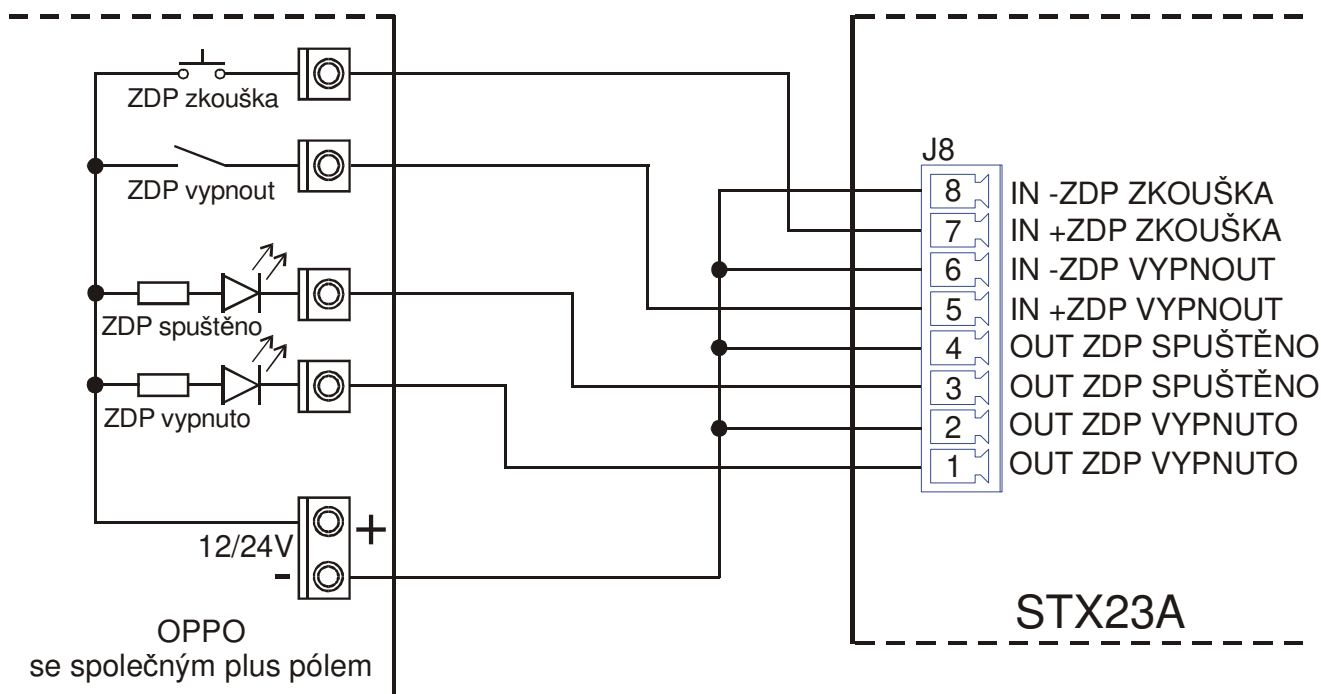 ZDP zkouška
ZDP vypnout
ZDP spuštěno
ZDP vypnuto
12/24V
+
-
OPPO
se společným plus pólem
J8
8 IN -ZDP ZKOUŠKA
7 IN +ZDP ZKOUŠKA
6 IN -ZDP VYPNOUT
5 IN +ZDP VYPNOUT
4 OUT ZDP SPUŠTĚNO
3 OUT ZDP SPUŠTĚNO
2 OUT ZDP VYPNUTO
1 OUT ZDP VYPNUTO
STX23A